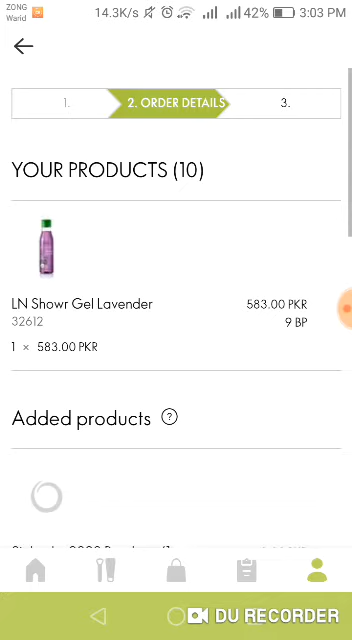 ZONG
Warid
14.3K/s
42%
3:03 PM
1.
2. ORDER DETAILS
3.
YOUR PRODUCTS (10)
LN Showr Gel Lavender
583.00 PKR
32612
9 BP
1 × 583.00 PKR
Added products ?
DU RECORDER